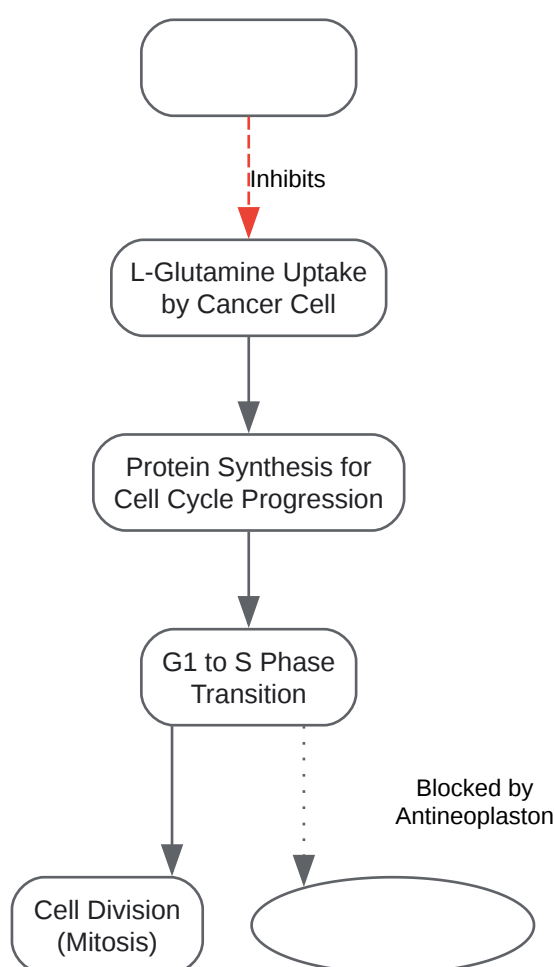 Inhibits
L-Glutamine Uptake
by Cancer Cell
Protein Synthesis for
Cell Cycle Progression
G1 to S Phase
Transition
Blocked by
Antineoplaston
Cell Division
(Mitosis)